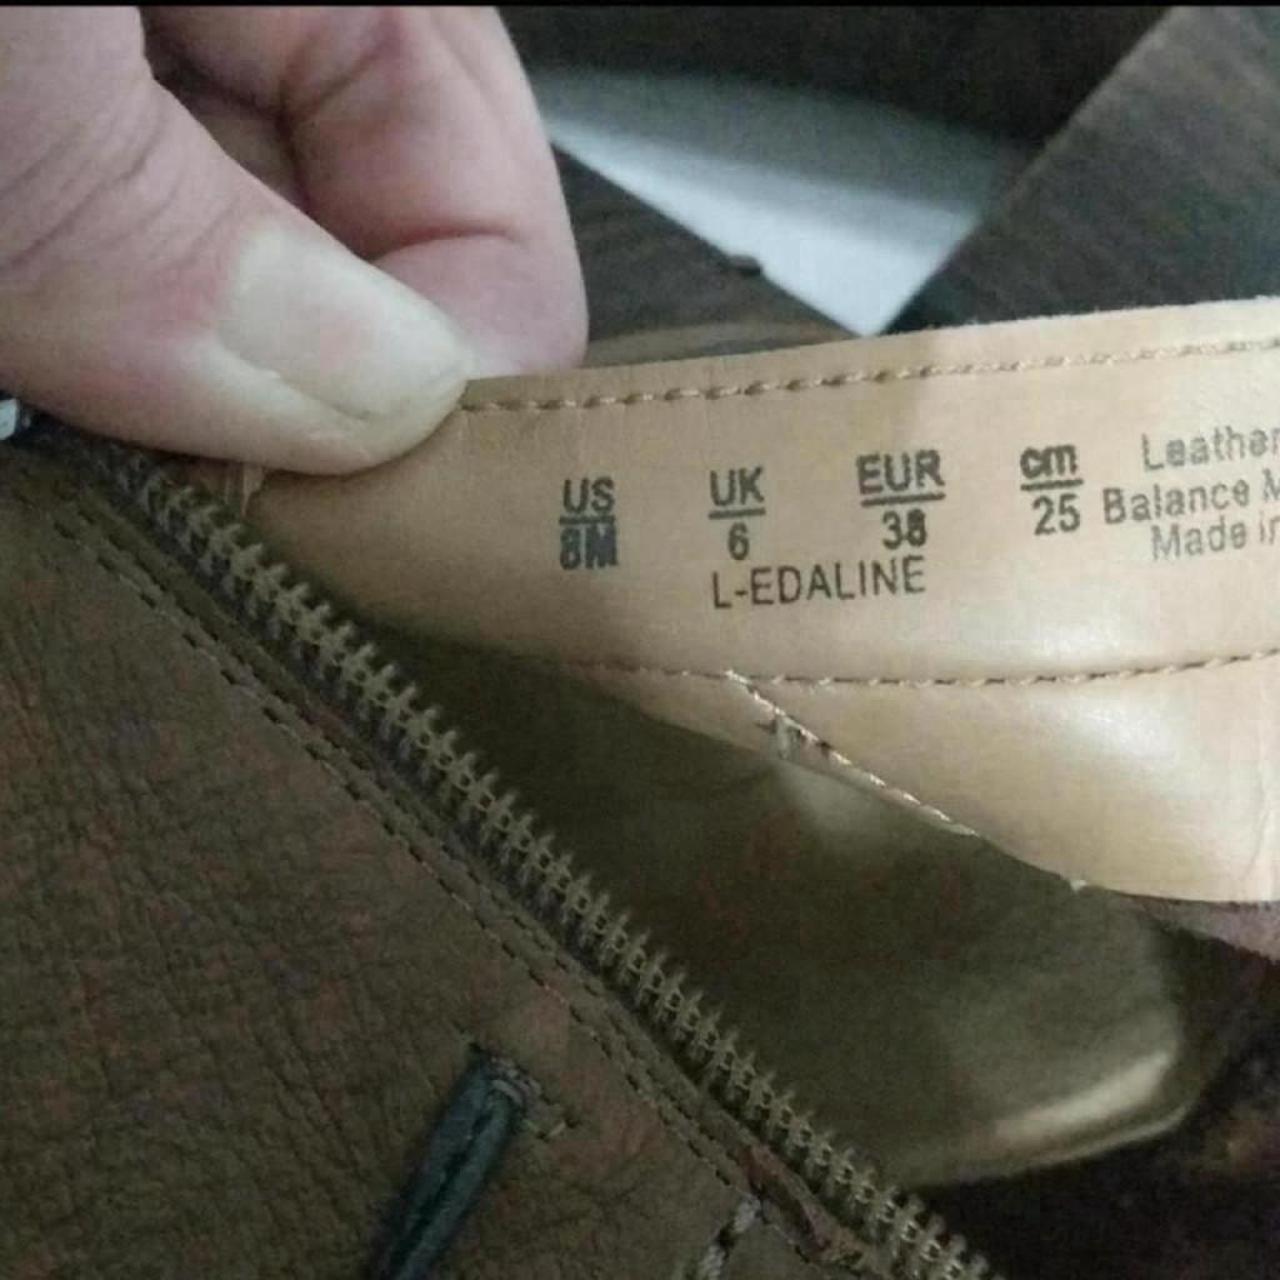 US UK EUR cm Leather
8M 6 38 25 Balance M
L-EDALINE Made in